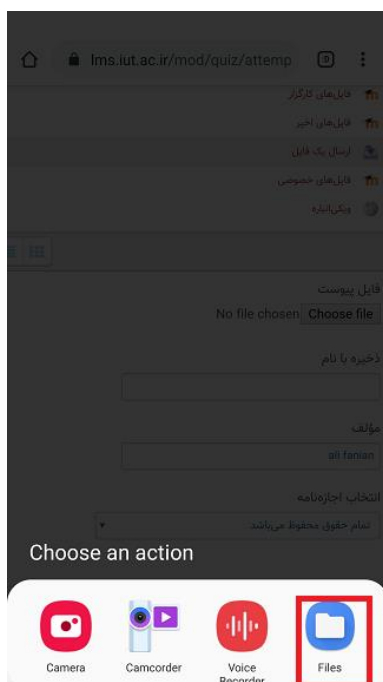 lms.iut.ac.ir/mod/quiz/attemp
:D
فایل‌های کارگزار
فایل‌های اخیر
ارسال یک فایل
فایل‌های خصوصی
ویکی‌انباره
فایل پیوست
Choose file No file chosen
ذخیره با نام
مؤلف
ali fanian
انتخاب اجازه‌نامه
تمام حقوق محفوظ می‌باشد.
Choose an action
Camera Camcorder Voice Recorder Files